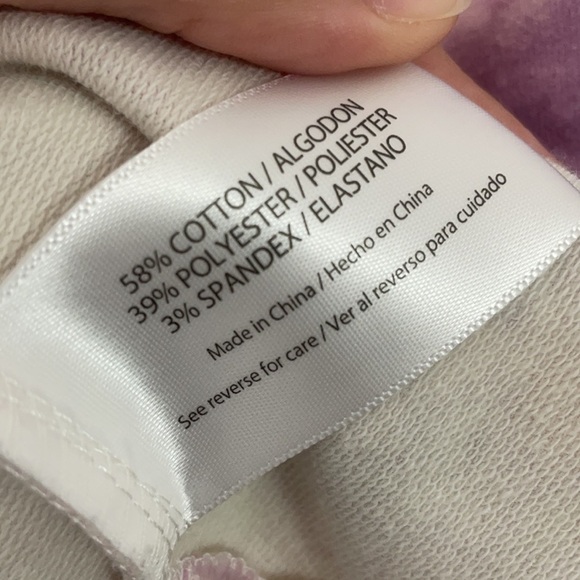 58% COTTON / ALGODON
39% POLYESTER / POLIESTER
3% SPANDEX / ELASTANO
Made in China / Hecho en China
See reverse for care / Ver al reverso para cuidado